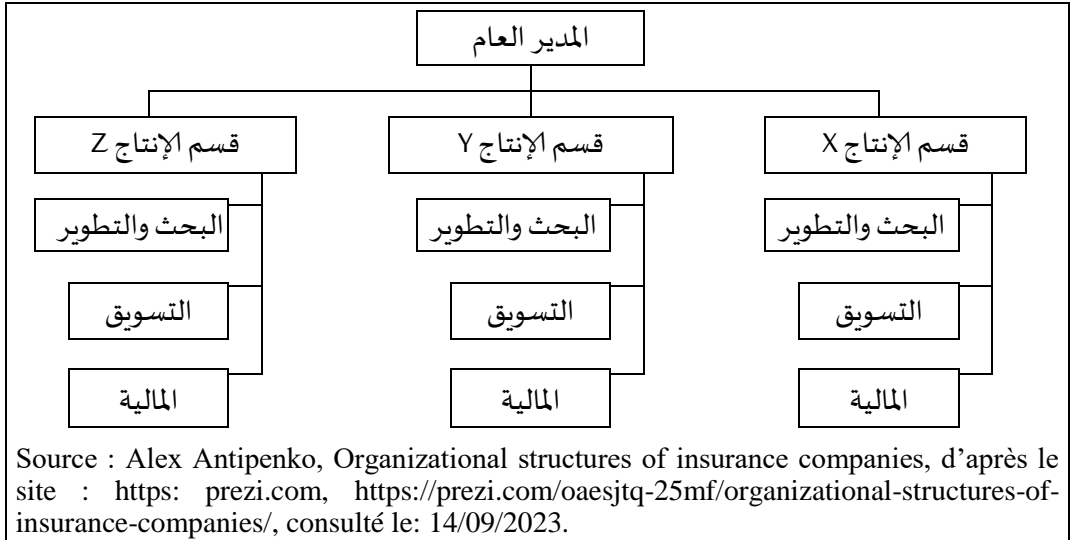 المدير العام
قسم الإنتاج X
قسم الإنتاج Y
قسم الإنتاج Z
البحث والتطوير
البحث والتطوير
البحث والتطوير
التسويق
التسويق
التسويق
المالية
المالية
المالية
Source : Alex Antipenko, Organizational structures of insurance companies, d’après le
site : https: prezi.com, https://prezi.com/oaesjtq-25mf/organizational-structures-of-
insurance-companies/, consulté le: 14/09/2023.